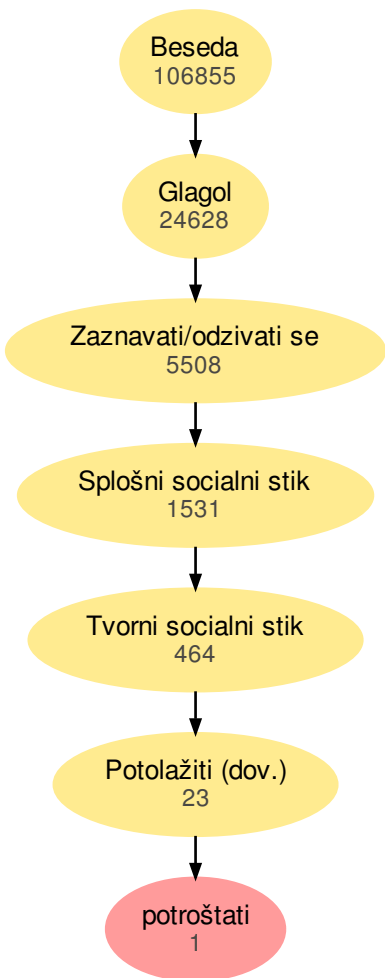 Beseda
106855
Glagol
24628
Zaznavati/odzivati se
5508
Splošni socialni stik
1531
Tvorni socialni stik
464
Potolažiti (dov.)
23
potroštati
1